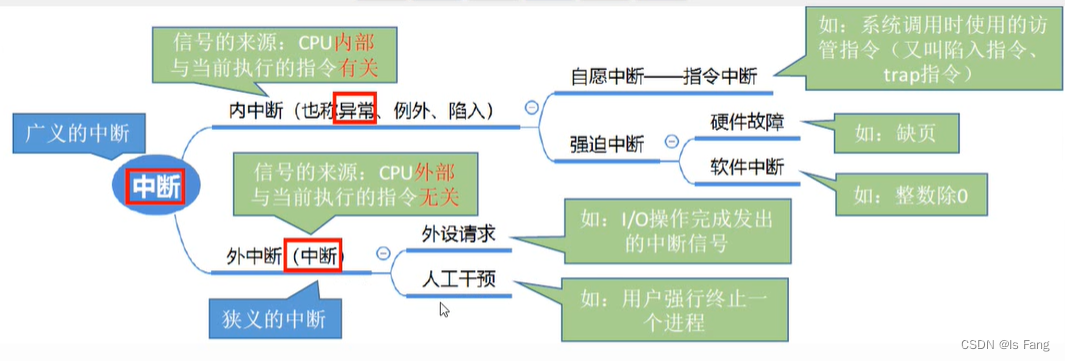 如：系统调用时使用的访
管指令（又叫陷入指令、
trap指令）
信号的来源：CPU内部
与当前执行的指令有关
自愿中断——指令中断
内中断（也称异常、例外、陷入）
广义的中断
硬件故障
如：缺页
强迫中断
软件中断
如：整数除0
中断
信号的来源：CPU外部
与当前执行的指令无关
如：I/O操作完成发出
的中断信号
外设请求
外中断（中断）
人工干预
如：用户强行终止一
个进程
狭义的中断
CSDN @Is Fang